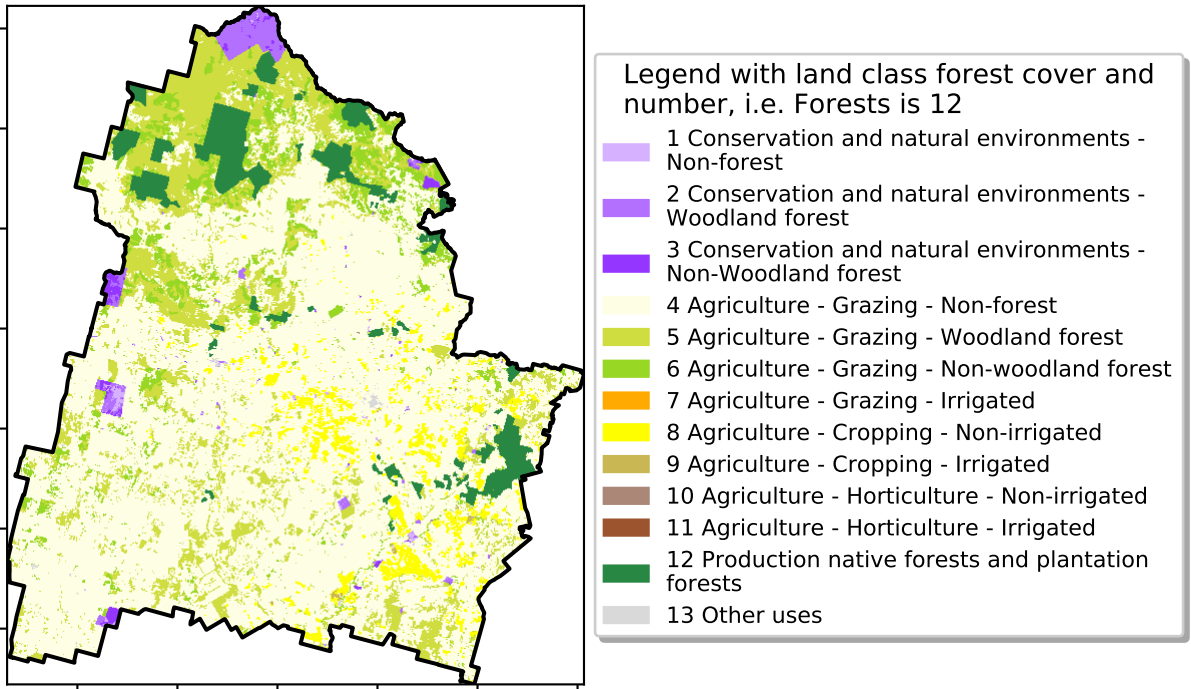 Legend with land class forest cover and
number, i.e. Forests is 12
1 Conservation and natural environments -
Non-forest
2 Conservation and natural environments -
Woodland forest
3 Conservation and natural environments -
Non-Woodland forest
4 Agriculture - Grazing - Non-forest
5 Agriculture - Grazing - Woodland forest
6 Agriculture - Grazing - Non-woodland forest
7 Agriculture - Grazing - Irrigated
8 Agriculture - Cropping - Non-irrigated
9 Agriculture - Cropping - Irrigated
10 Agriculture - Horticulture - Non-irrigated
11 Agriculture - Horticulture - Irrigated
12 Production native forests and plantation
forests
13 Other uses